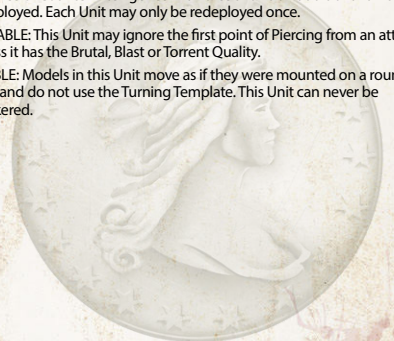 ployed. Each Unit may only be redeployed once.
ABLE: This Unit may ignore the first point of Piercing from an att
s it has the Brutal, Blast or Torrent Quality.
BLE: Models in this Unit move as if they were mounted on a roun
and do not use the Turning Template. This Unit can never be
ered.